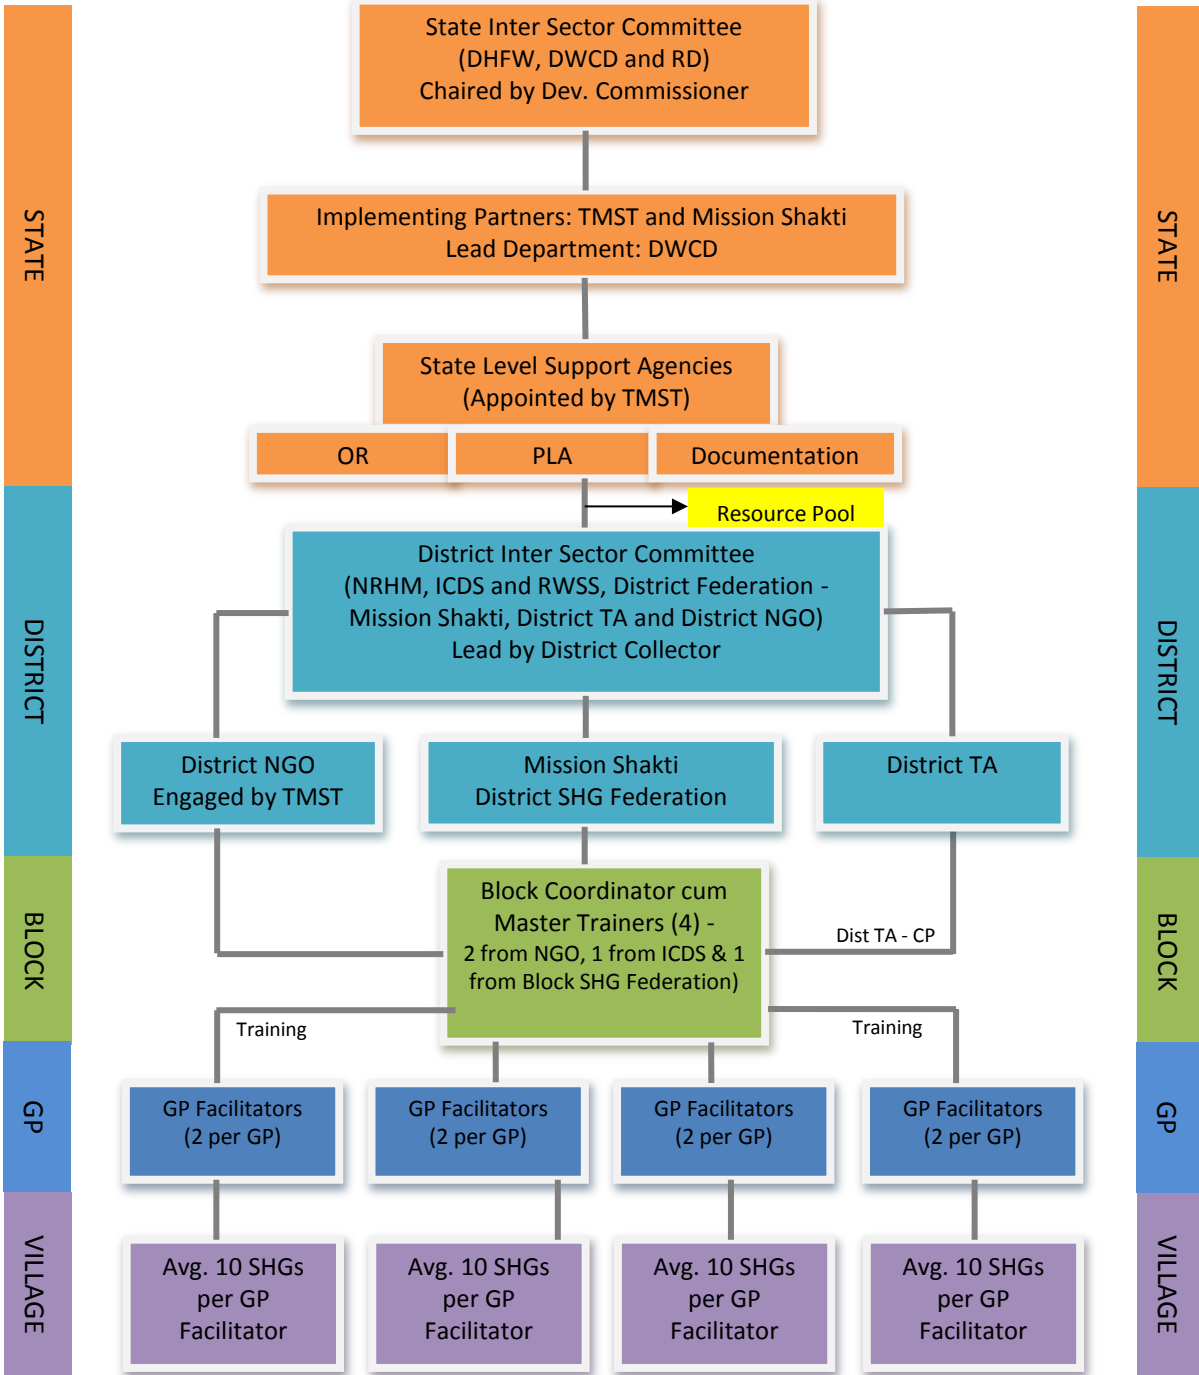 State Inter Sector Committee
(DHFW, DWCD and RD)
Chaired by Dev. Commissioner
STATE
STATE
Implementing Partners: TMST and Mission Shakti
Lead Department: DWCD
State Level Support Agencies
(Appointed by TMST)
OR
PLA
Documentation
Resource Pool
DISTRICT
DISTRICT
District Inter Sector Committee
(NRHM, ICDS and RWSS, District Federation -
Mission Shakti, District TA and District NGO)
Lead by District Collector
District NGO
Engaged by TMST
Mission Shakti
District SHG Federation
District TA
BLOCK
BLOCK
Block Coordinator cum
Master Trainers (4) -
2 from NGO, 1 from ICDS & 1
from Block SHG Federation)
Dist TA - CP
Training
Training
GP
GP
GP Facilitators
(2 per GP)
GP Facilitators
(2 per GP)
GP Facilitators
(2 per GP)
GP Facilitators
(2 per GP)
VILLAGE
VILLAGE
Avg. 10 SHGs
per GP
Facilitator
Avg. 10 SHGs
per GP
Facilitator
Avg. 10 SHGs
per GP
Facilitator
Avg. 10 SHGs
per GP
Facilitator